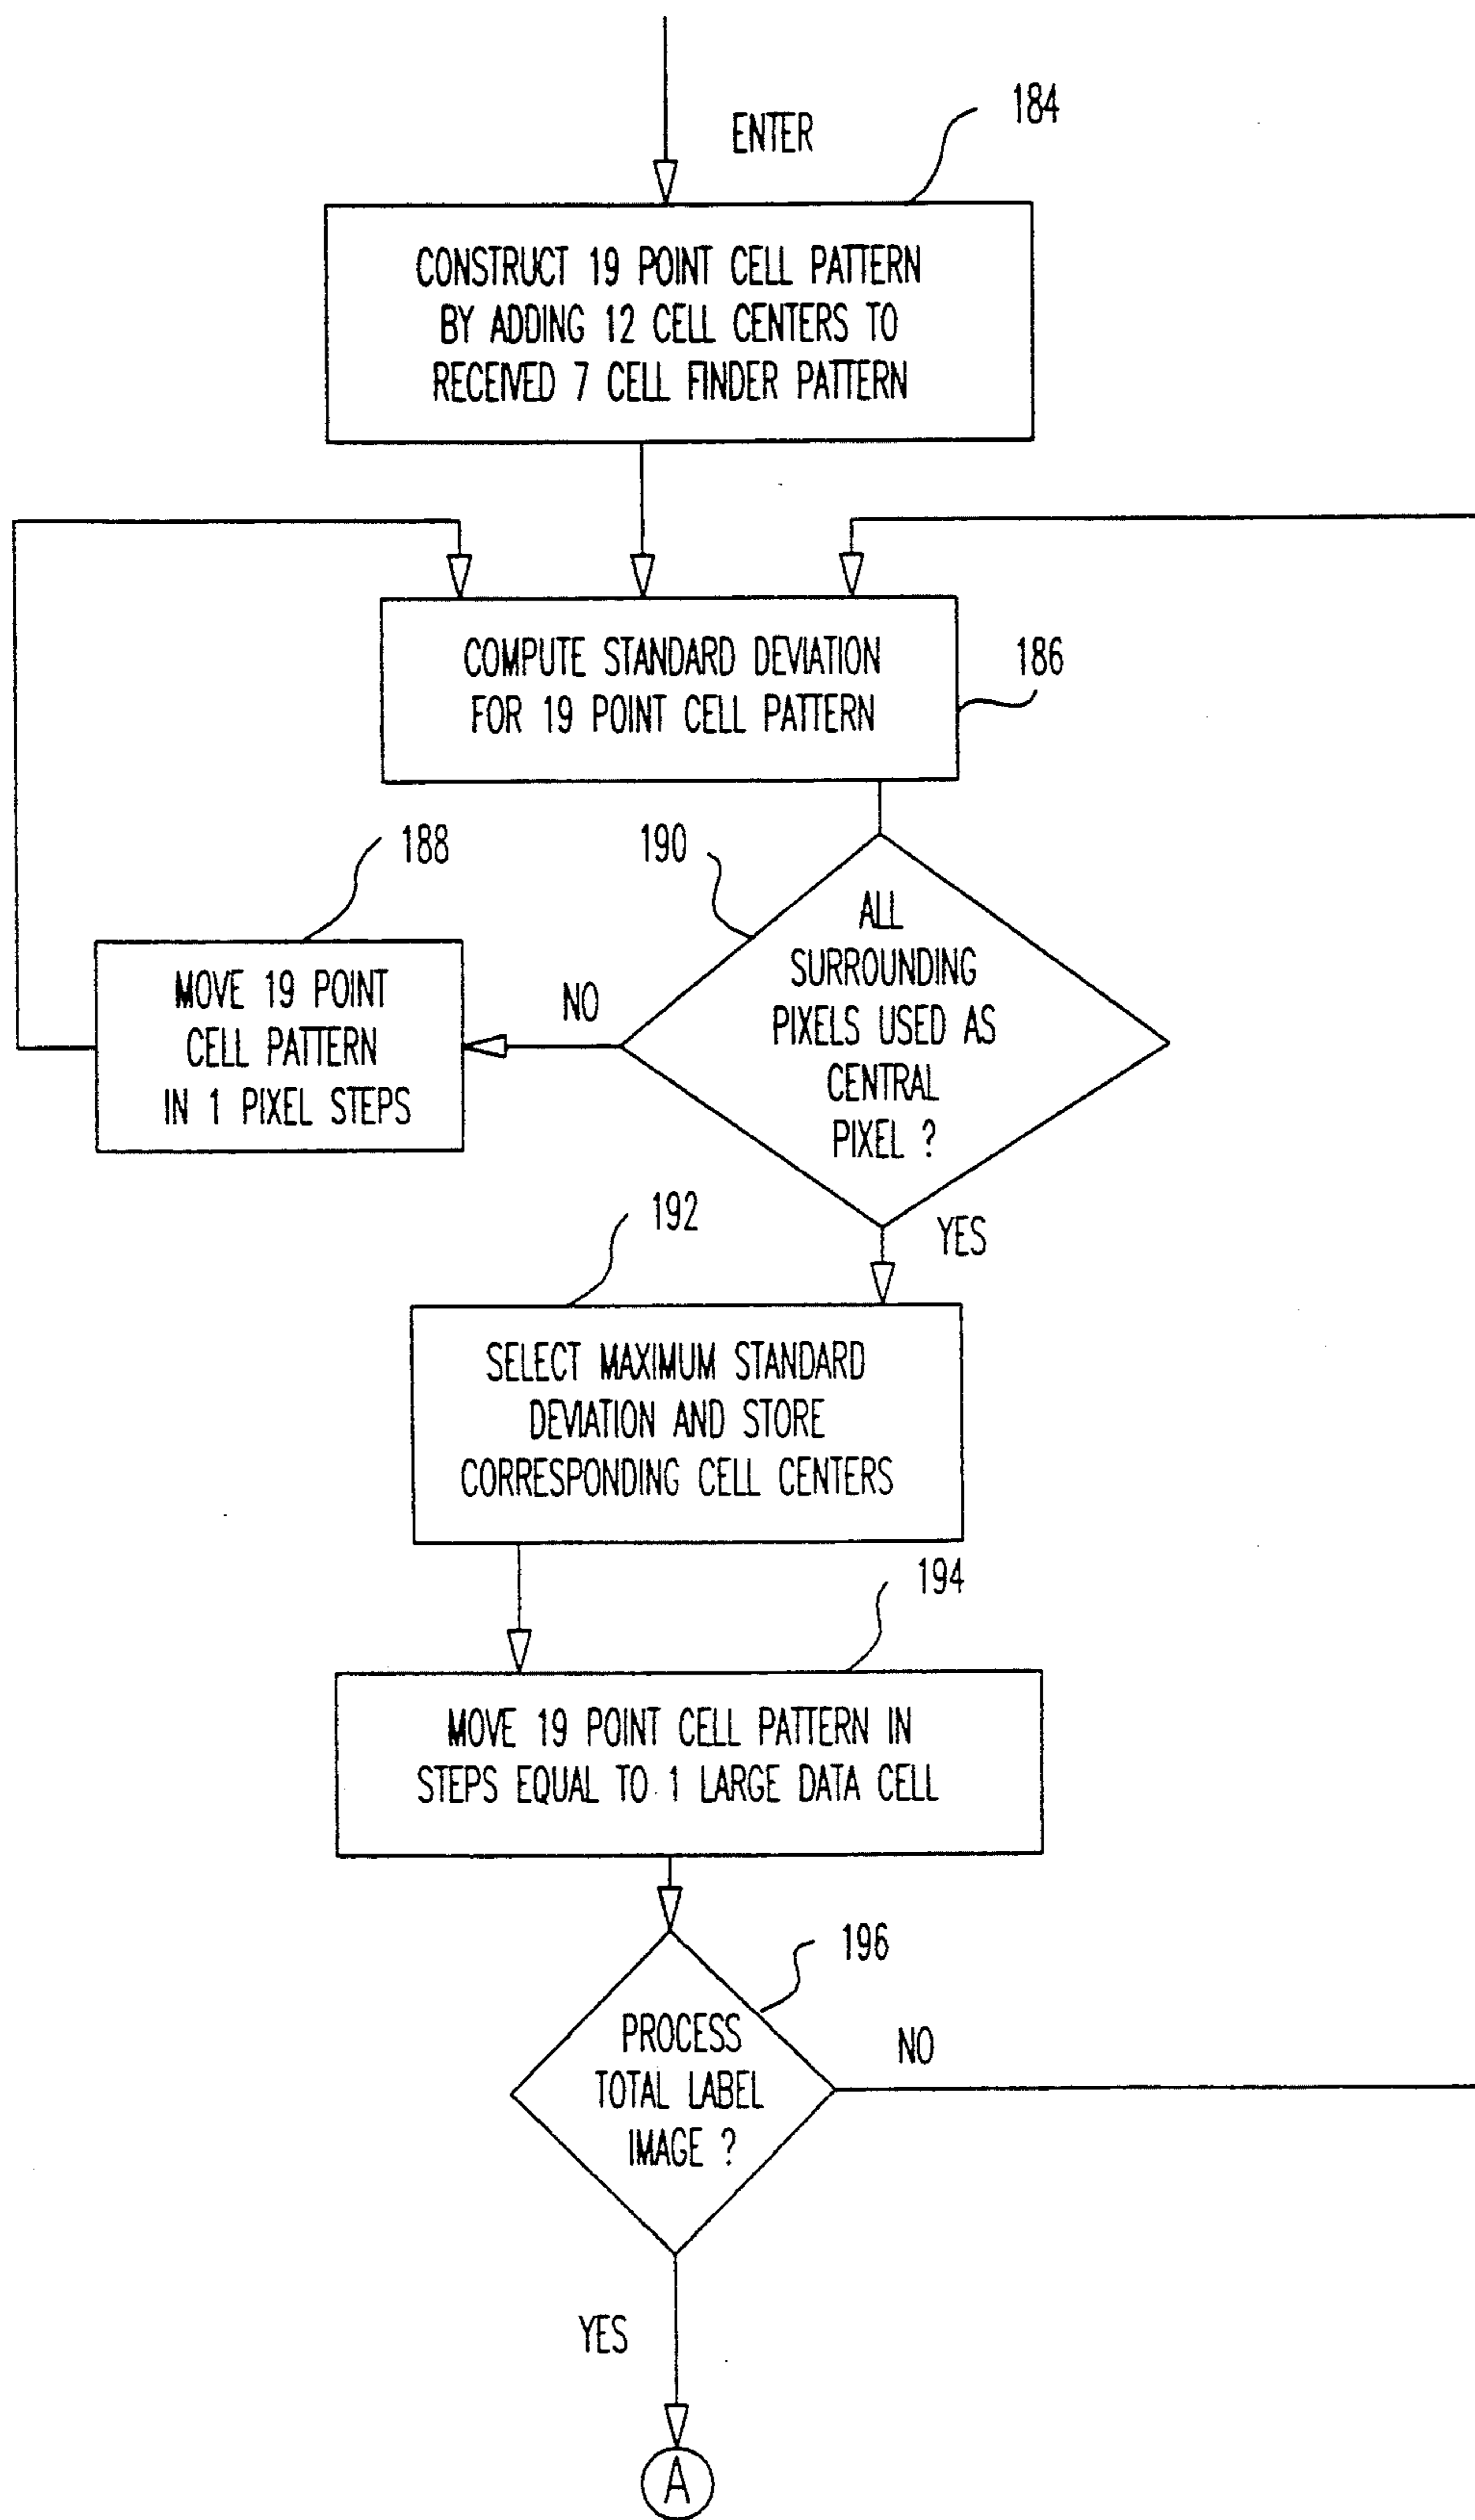 ENTER
184
CONSTRUCT 19 POINT CELL PATTERN
BY ADDING 12 CELL CENTERS TO
RECEIVED 7 CELL FINDER PATTERN
COMPUTE STANDARD DEVIATION
FOR 19 POINT CELL PATTERN
186
188
190
ALL
SURROUNDING
PIXELS USED AS
CENTRAL
PIXEL ?
NO
MOVE 19 POINT
CELL PATTERN
IN 1 PIXEL STEPS
192
YES
SELECT MAXIMUM STANDARD
DEVIATION AND STORE
CORRESPONDING CELL CENTERS
194
MOVE 19 POINT CELL PATTERN IN
STEPS EQUAL TO 1 LARGE DATA CELL
196
PROCESS
TOTAL LABEL
IMAGE ?
NO
YES
A